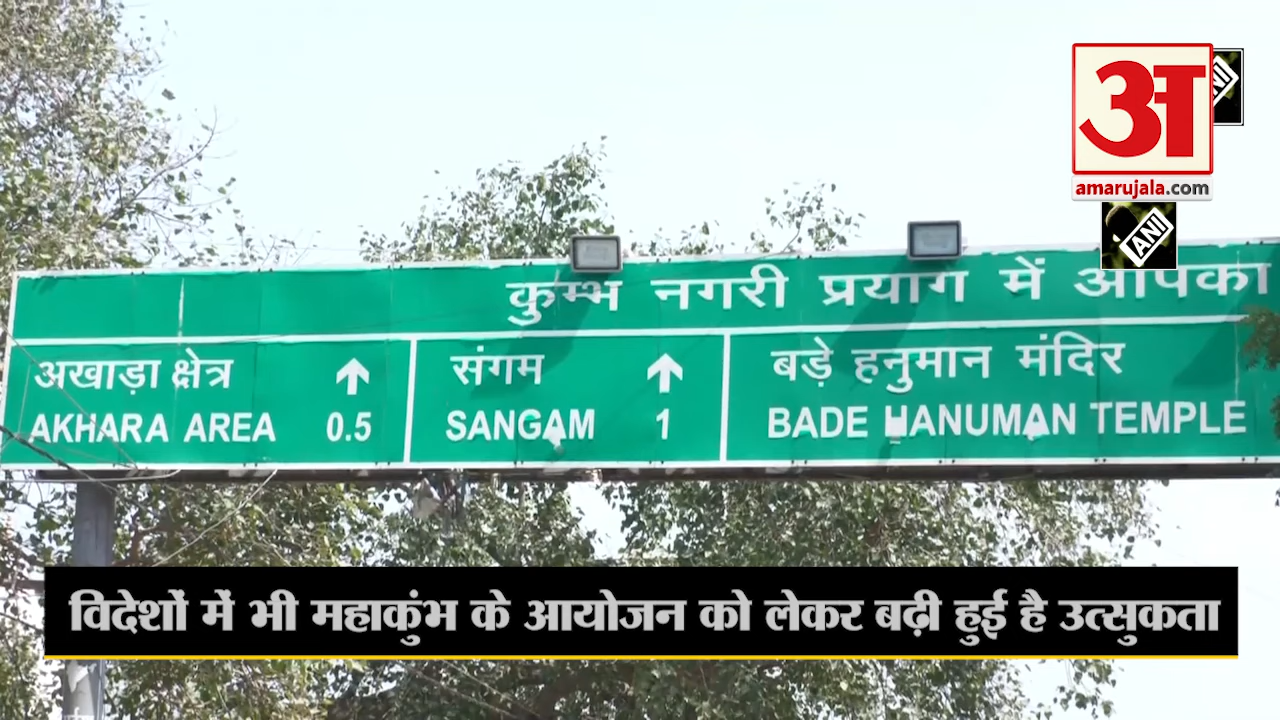 अ
ANI
amarujala.com
ANI
कुम्भ नगरी प्रयाग में आपका
अखाड़ा क्षेत्र ↑
AKHARA AREA 0.5
संगम ↑
SANGAM 1
बड़े हनुमान मंदिर
BADE HANUMAN TEMPLE
विदेशों में भी महाकुंभ के आयोजन को लेकर बढ़ी हुई है उत्सुकता